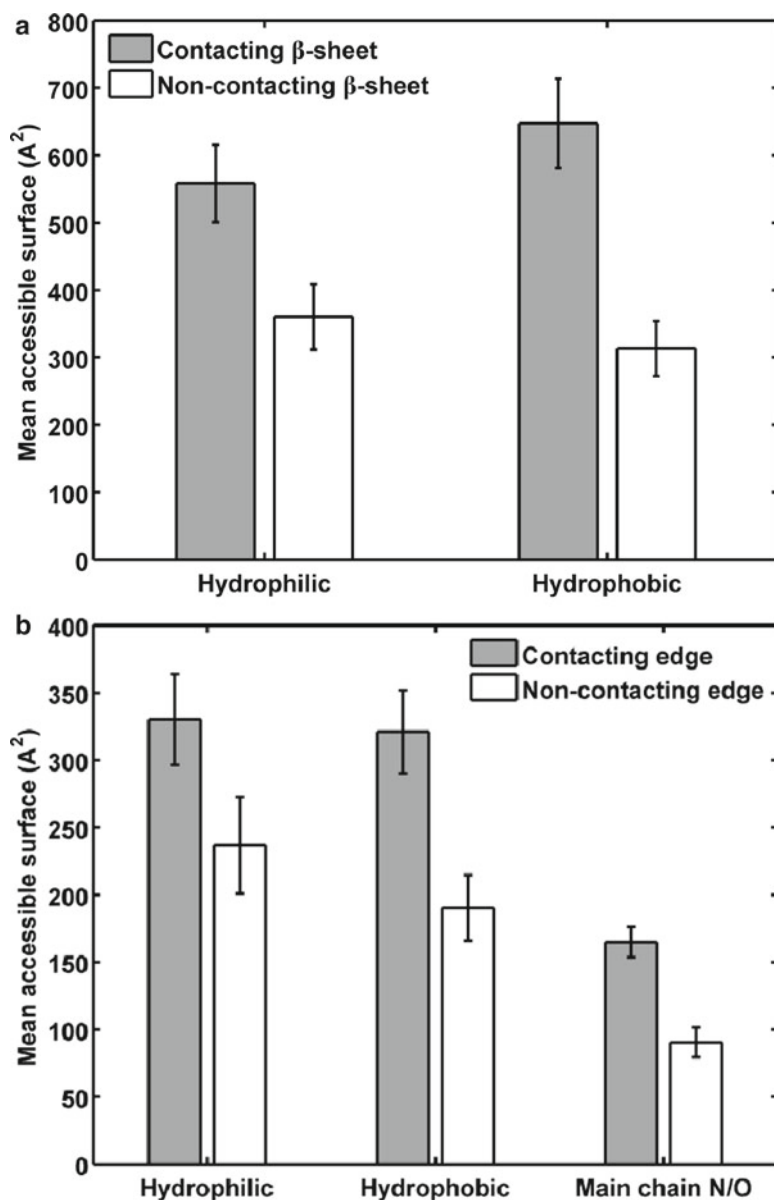 a
800
700
600
500
400
300
200
100
0
Mean accessible surface (A²)
Contacting β-sheet
Non-contacting β-sheet
Hydrophilic Hydrophobic
b
400
350
300
250
200
150
100
50
0
Mean accessible surface (A²)
Contacting edge
Non-contacting edge
Hydrophilic Hydrophobic Main chain N/O